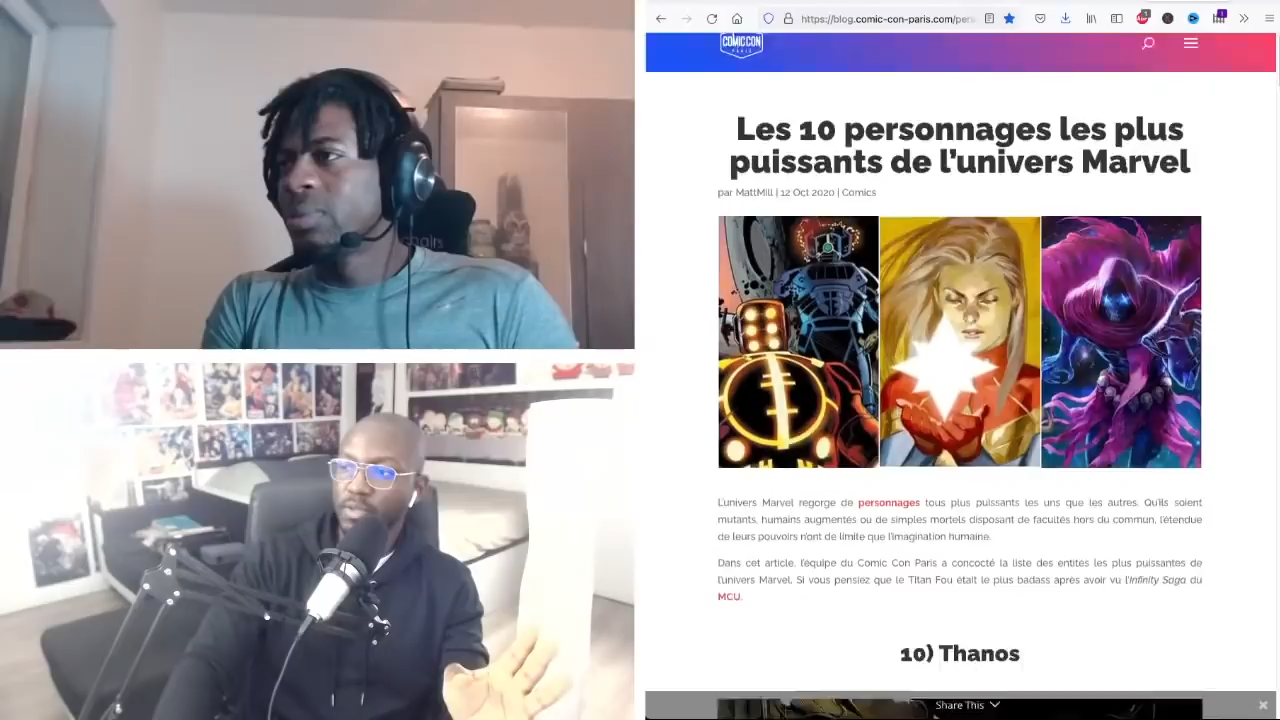 https://blog.comic-con-paris.com/pers
COMIC CON
PARIS
Les 10 personnages les plus
puissants de l'univers Marvel
par MattMill | 12 Oct 2020 | Comics
L'univers Marvel regorge de personnages tous plus puissants les uns que les autres. Qu'ils soient
mutants, humains augmentés ou de simples mortels disposant de facultés hors du commun, l'étendue
de leurs pouvoirs n'ont de limite que l'imagination humaine.
Dans cet article, l'équipe du Comic Con Paris a concocté la liste des entités les plus puissantes de
l'univers Marvel. Si vous pensiez que le Titan Fou était le plus badass après avoir vu l'Infinity Saga du
MCU.
10) Thanos
Share This
chairs